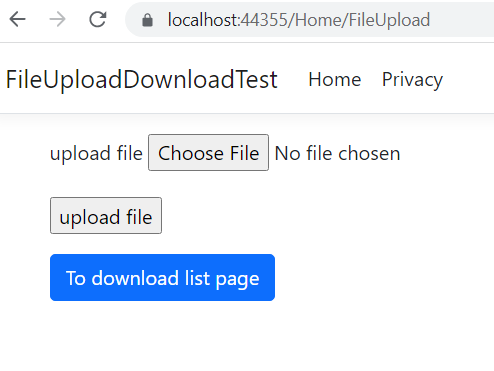 localhost:44355/Home/FileUpload
FileUploadDownloadTest Home Privacy
upload file Choose File No file chosen
upload file
To download list page